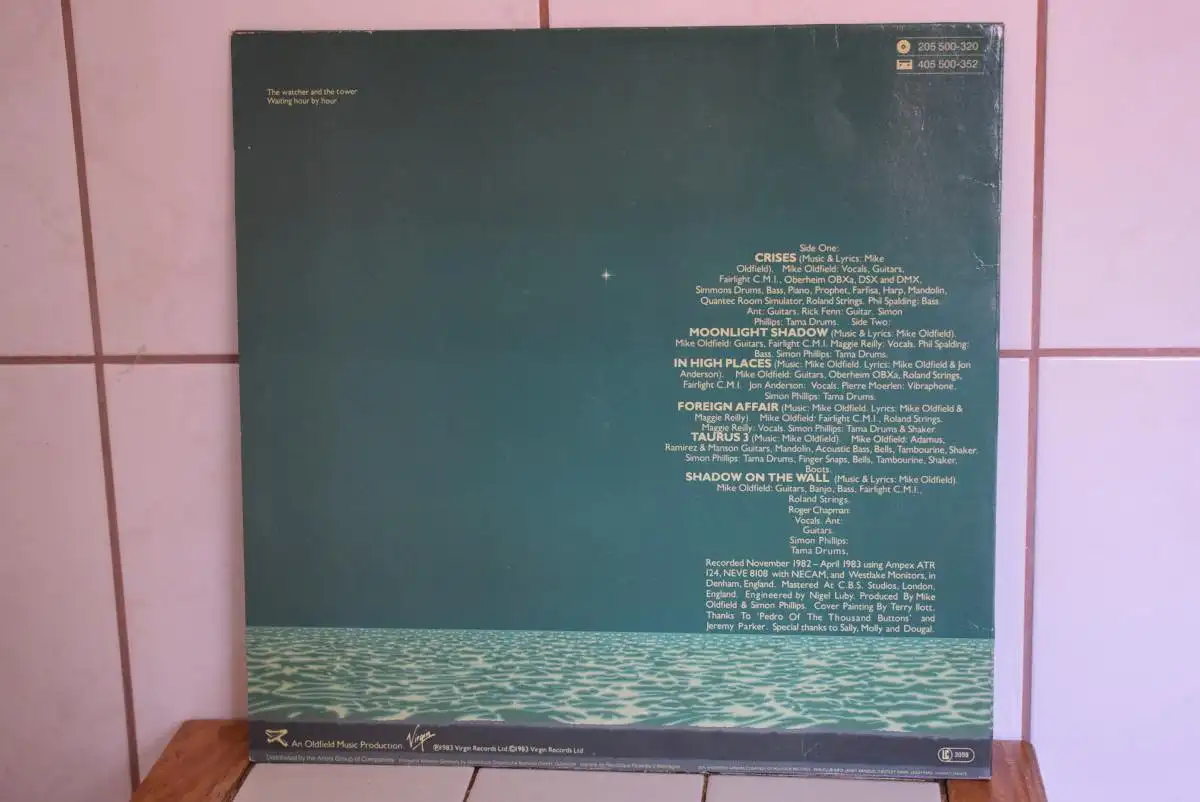 205 500-320
405 500-352
The watcher and the tower
Waiting hour by hour
Side One:
CRISES (Music & Lyrics: Mike
Oldfield). Mike Oldfield: Vocals, Guitars,
Fairlight C.M.I., Oberheim OBXa, DSX and DMX,
Simmons Drums, Bass, Piano, Prophet, Farfisa, Harp, Mandolin,
Quantec Room Simulator, Roland Strings. Phil Spalding: Bass.
Ant: Guitars. Rick Fenn: Guitar. Simon
Phillips: Tama Drums. Side Two:
MOONLIGHT SHADOW (Music & Lyrics: Mike Oldfield).
Mike Oldfield: Guitars, Fairlight C.M.I. Maggie Reilly: Vocals. Phil Spalding:
Bass. Simon Phillips: Tama Drums.
IN HIGH PLACES (Music: Mike Oldfield. Lyrics: Mike Oldfield & Jon
Anderson). Mike Oldfield: Guitars, Oberheim OBXa, Roland Strings,
Fairlight C.M.I. Jon Anderson: Vocals. Pierre Moerlen: Vibraphone.
Simon Phillips: Tama Drums.
FOREIGN AFFAIR (Music: Mike Oldfield. Lyrics: Mike Oldfield &
Maggie Reilly). Mike Oldfield: Fairlight C.M.I., Roland Strings.
Maggie Reilly: Vocals. Simon Phillips: Tama Drums & Shaker.
TAURUS 3 (Music: Mike Oldfield). Mike Oldfield: Adamus,
Ramirez & Manson Guitars, Mandolin, Acoustic Bass, Bells, Tambourine, Shaker.
Simon Phillips: Tama Drums, Finger Snaps, Bells, Tambourine, Shaker,
Boots.
SHADOW ON THE WALL (Music & Lyrics: Mike Oldfield).
Mike Oldfield: Guitars, Banjo, Bass, Fairlight C.M.I.,
Roland Strings.
Roger Chapman:
Vocals. Ant:
Guitars.
Simon Phillips:
Tama Drums,
Recorded November 1982 – April 1983 using Ampex ATR
124, NEVE 8108 with NECAM, and Westlake Monitors, in
Denham, England. Mastered At C.B.S. Studios, London,
England. Engineered by Nigel Luby. Produced By Mike
Oldfield & Simon Phillips. Cover Painting By Terry Ilott.
Thanks To 'Pedro Of The Thousand Buttons' and
Jeremy Parker. Special thanks to Sally, Molly and Dougal.
An Oldfield Music Production. Virgin ℗1983 Virgin Records Ltd ©1983 Virgin Records Ltd
LC 3098
Distributed by the Ariola Group of Companies